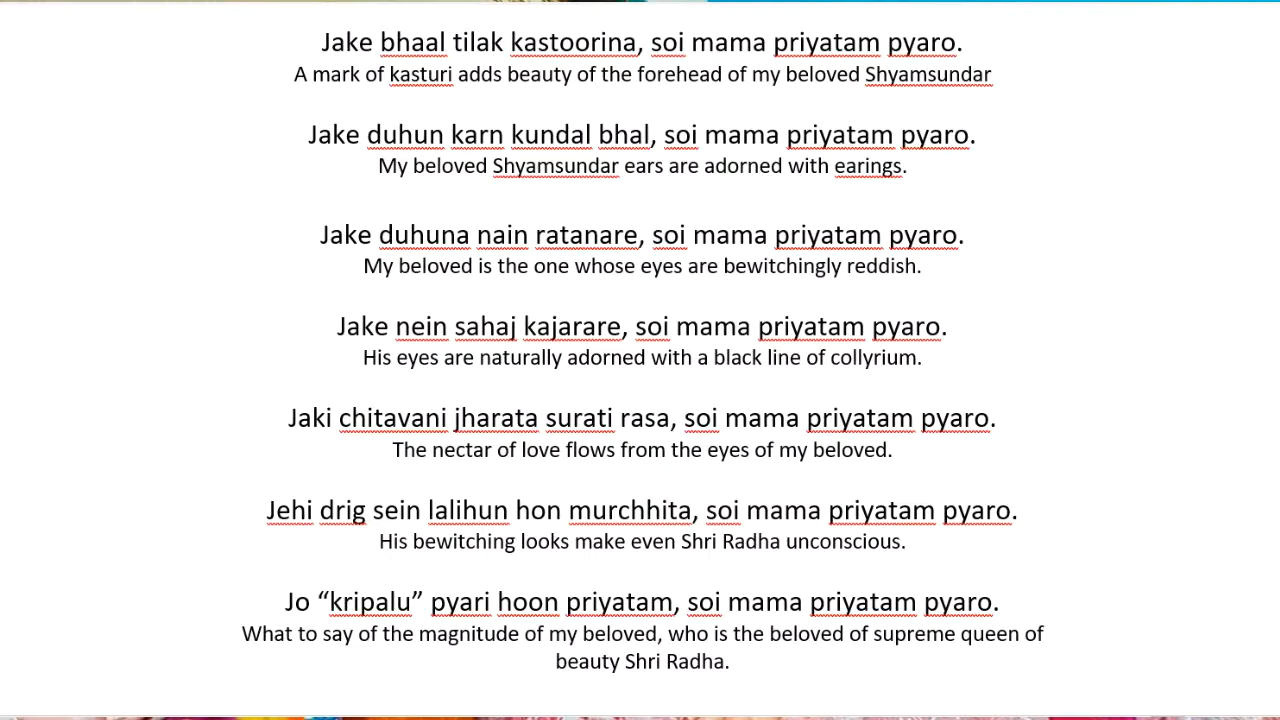 Jake bhaal tilak kastoorina, soi mama priyatam pyaro.
A mark of kasturi adds beauty of the forehead of my beloved Shyamsundar
Jake duhun karn kundal bhal, soi mama priyatam pyaro.
My beloved Shyamsundar ears are adorned with earings.
Jake duhuna nain ratanare, soi mama priyatam pyaro.
My beloved is the one whose eyes are bewitchingly reddish.
Jake nein sahaj kajarare, soi mama priyatam pyaro.
His eyes are naturally adorned with a black line of collyrium.
Jaki chitavani jharata surati rasa, soi mama priyatam pyaro.
The nectar of love flows from the eyes of my beloved.
Jehi drig sein lalihun hon murchhita, soi mama priyatam pyaro.
His bewitching looks make even Shri Radha unconscious.
Jo “kripalu” pyari hoon priyatam, soi mama priyatam pyaro.
What to say of the magnitude of my beloved, who is the beloved of supreme queen of
beauty Shri Radha.